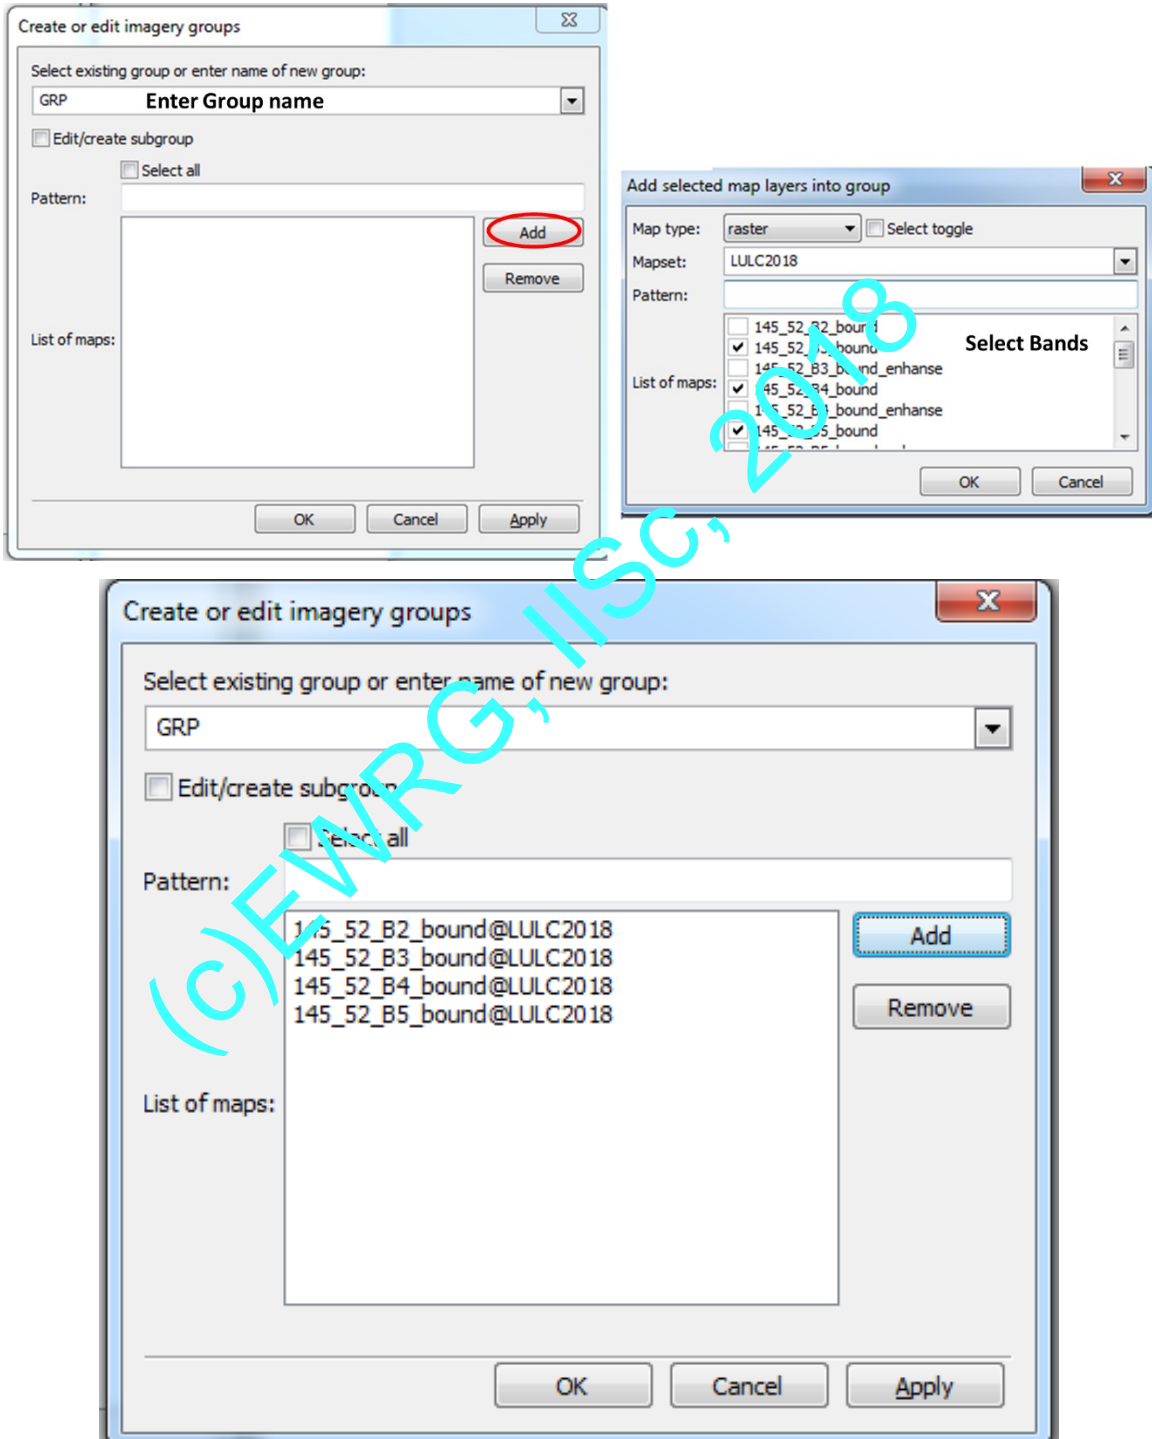 Create or edit imagery groups
Select existing group or enter name of new group:
GRP Enter Group name
Edit/create subgroup
Select all
Pattern:
Add
Remove
List of maps:
OK Cancel Apply
Add selected map layers into group
Map type: raster Select toggle
Mapset: LULC2018
Pattern:
145_52_B2_bound
145_52_B3_bound Select Bands
145_52_B3_bound_enhanse
List of maps: 145_52_B4_bound
145_52_B4_bound_enhanse
145_52_B5_bound
OK Cancel
Create or edit imagery groups
Select existing group or enter name of new group:
GRP
Edit/create subgroup
Select all
Pattern:
145_52_B2_bound@LULC2018 Add
145_52_B3_bound@LULC2018
145_52_B4_bound@LULC2018
145_52_B5_bound@LULC2018 Remove
List of maps:
OK Cancel Apply
(c)EWRG, IISc, 2018